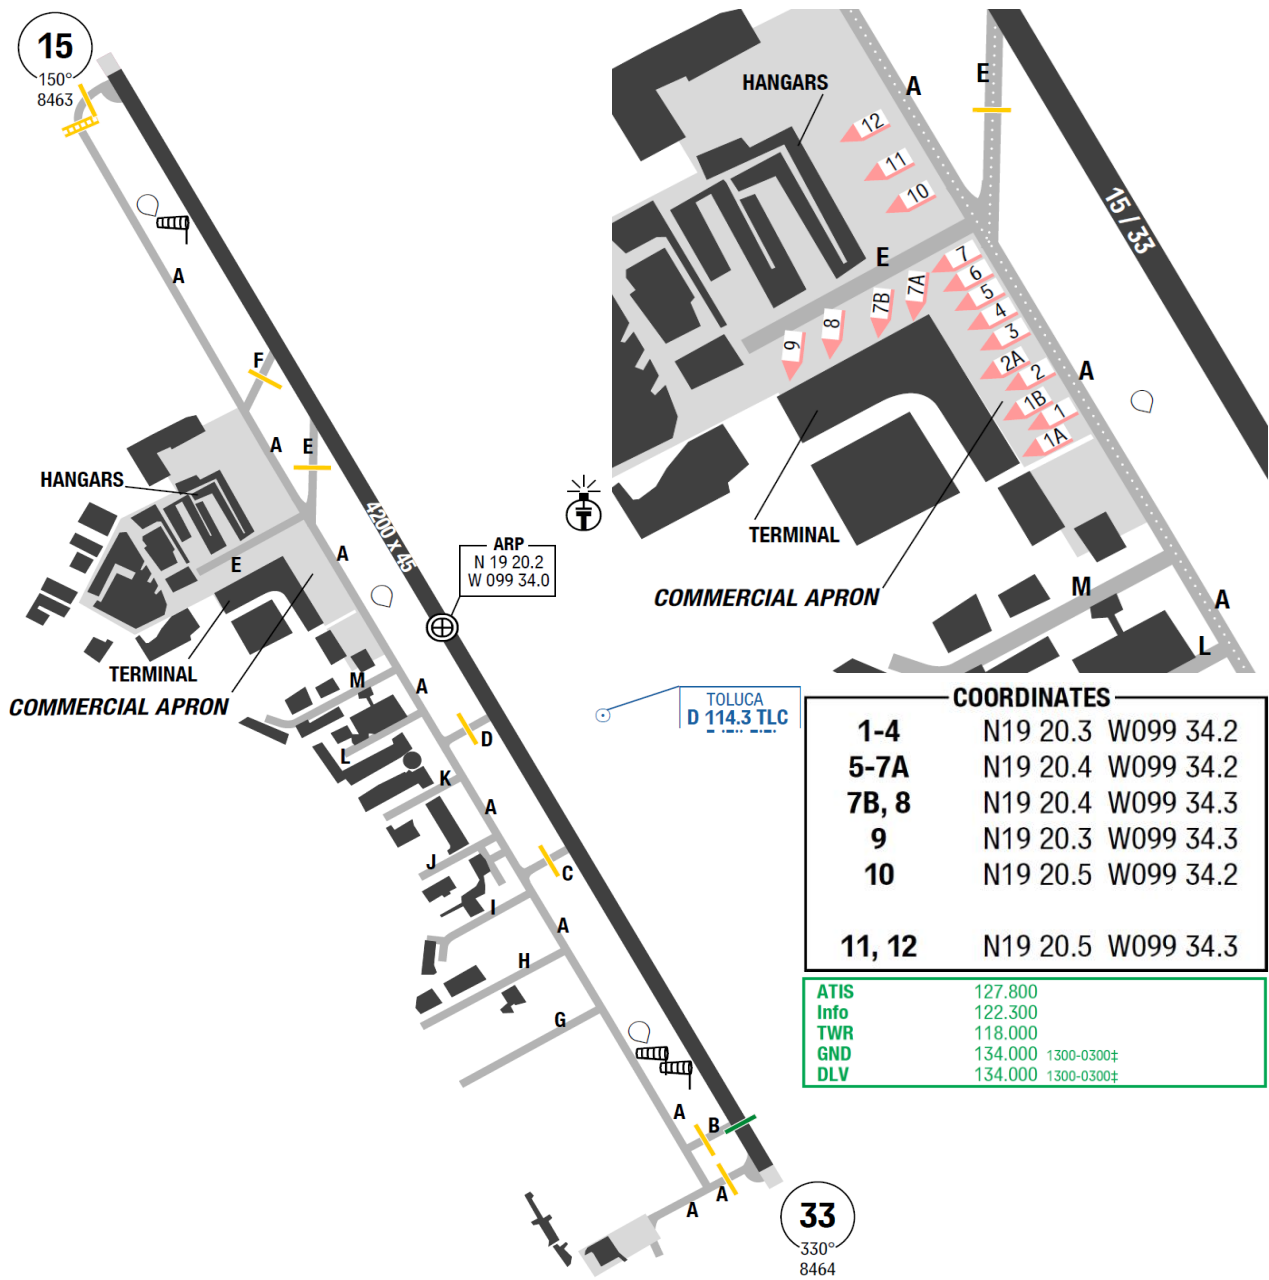 15
150°
8463
A
F
A
E
HANGARS
4200 x 45
E
A
ARP
N 19 20.2
W 099 34.0
TERMINAL
COMMERCIAL APRON
M
A
D
L
K
A
J
C
I
A
H
G
A
B
A
A
33
330°
8464
HANGARS
A
E
12
11
10
15 / 33
E
7
6
5
4
3
2A
2
1B
1
1A
7A
7B
8
9
A
TERMINAL
COMMERCIAL APRON
M
A
L
TOLUCA
D 114.3 TLC
COORDINATES
1-4 N19 20.3 W099 34.2
5-7A N19 20.4 W099 34.2
7B, 8 N19 20.4 W099 34.3
9 N19 20.3 W099 34.3
10 N19 20.5 W099 34.2
11, 12 N19 20.5 W099 34.3
ATIS 127.800
Info 122.300
TWR 118.000
GND 134.000 1300-0300‡
DLV 134.000 1300-0300‡